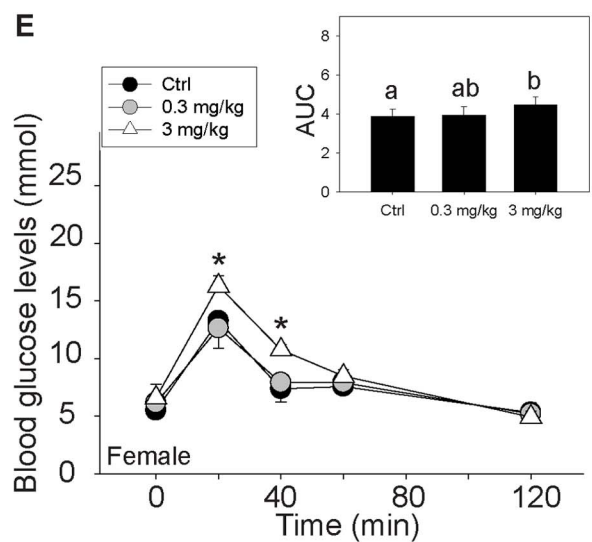 E
Ctrl
0.3 mg/kg
3 mg/kg
AUC
8
6
4
2
0
a
ab
b
Ctrl
0.3 mg/kg
3 mg/kg
Blood glucose levels (mmol)
25
20
15
10
5
0
*
*
Female
0
40
80
120
Time (min)